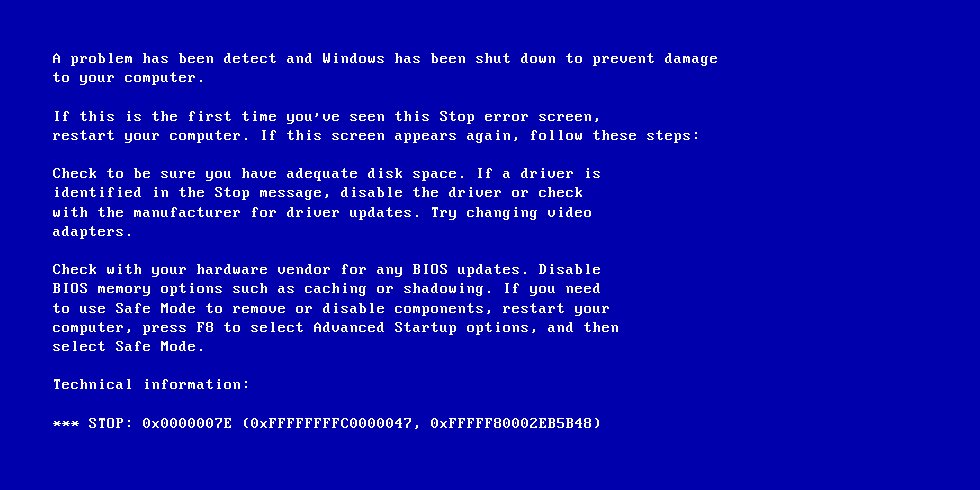 A problem has been detect and Windows has been shut down to prevent damage
to your computer.
If this is the first time you've seen this Stop error screen,
restart your computer. If this screen appears again, follow these steps:
Check to be sure you have adequate disk space. If a driver is
identified in the Stop message, disable the driver or check
with the manufacturer for driver updates. Try changing video
adapters.
Check with your hardware vendor for any BIOS updates. Disable
BIOS memory options such as caching or shadowing. If you need
to use Safe Mode to remove or disable components, restart your
computer, press F8 to select Advanced Startup options, and then
select Safe Mode.
Technical information:
*** STOP: 0x0000007E (0xFFFFFFFFC0000047, 0xFFFFF80002EB5B48)